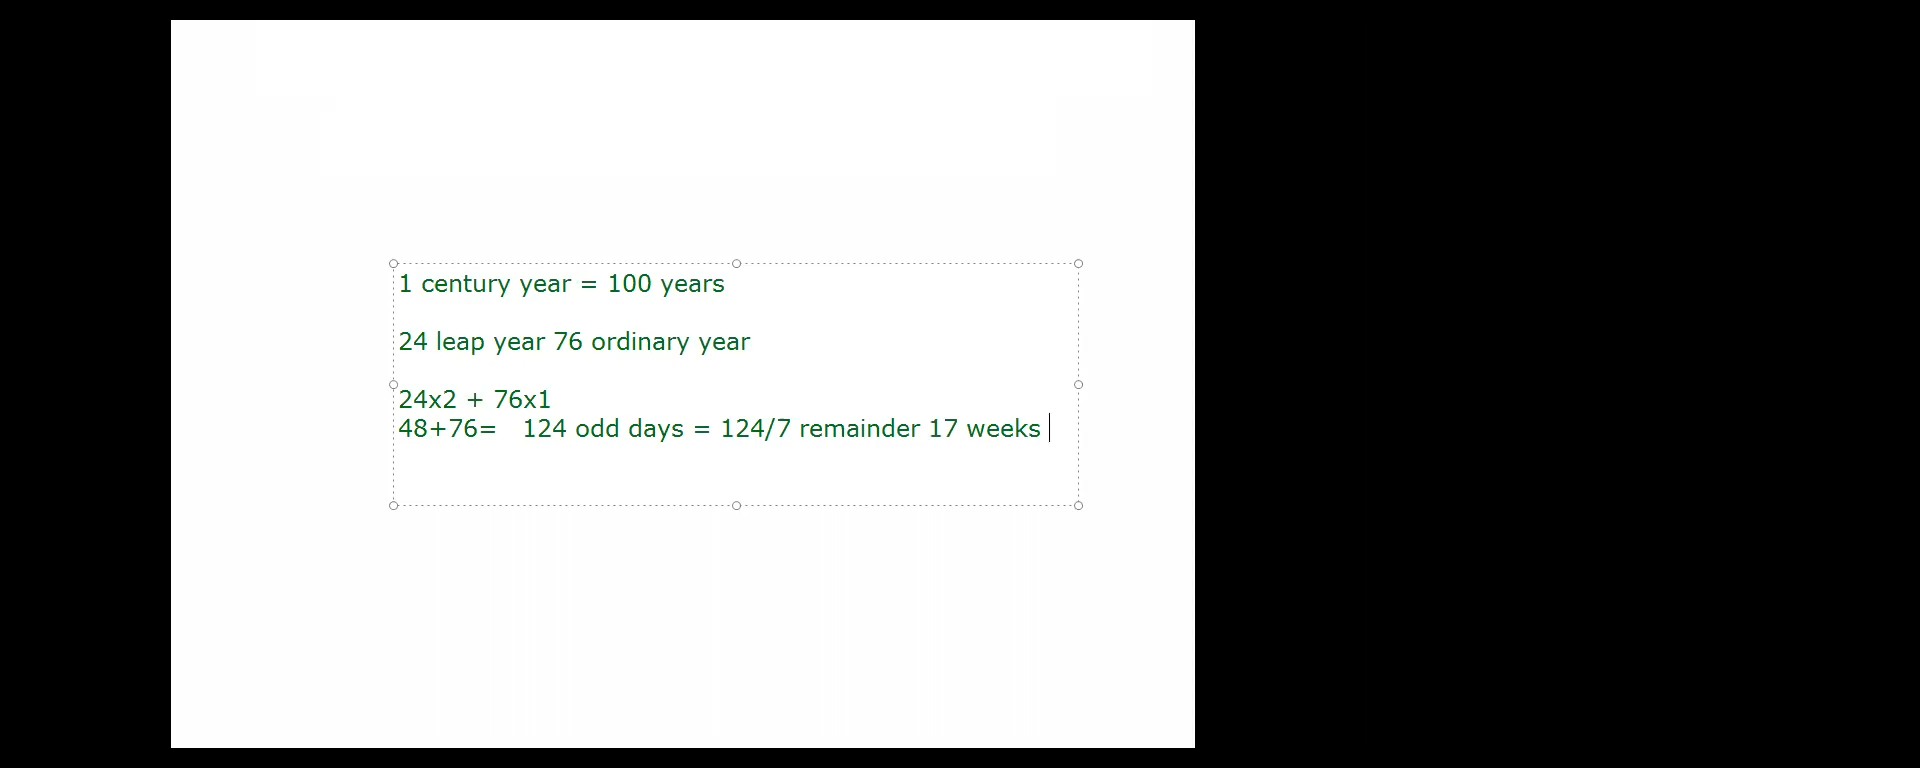 1 century year = 100 years
24 leap year 76 ordinary year
24x2 + 76x1
48+76=   124 odd days = 124/7 remainder 17 weeks